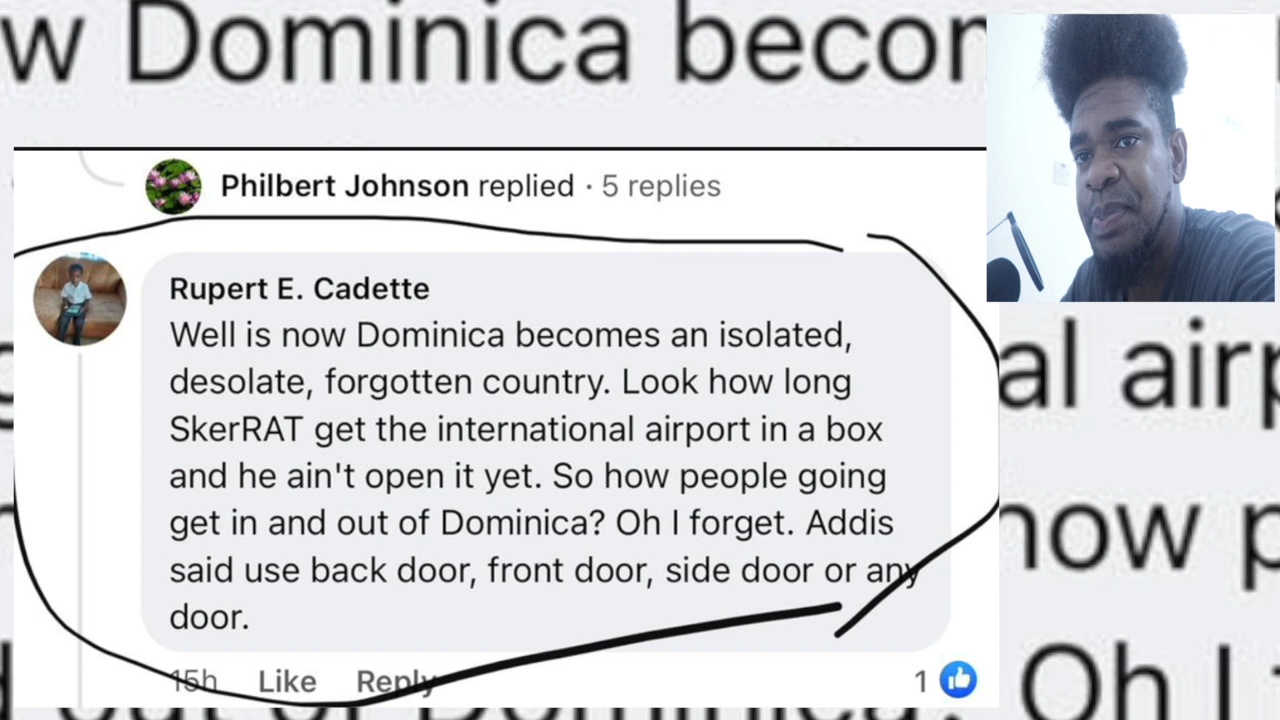 w Dominica becom
Philbert Johnson replied · 5 replies
Rupert E. Cadette
Well is now Dominica becomes an isolated,
desolate, forgotten country. Look how long
SkerRAT get the international airport in a box
and he ain't open it yet. So how people going
get in and out of Dominica? Oh I forget. Addis
said use back door, front door, side door or any
door.
15h Like Reply 1
al airp
now p
Oh I